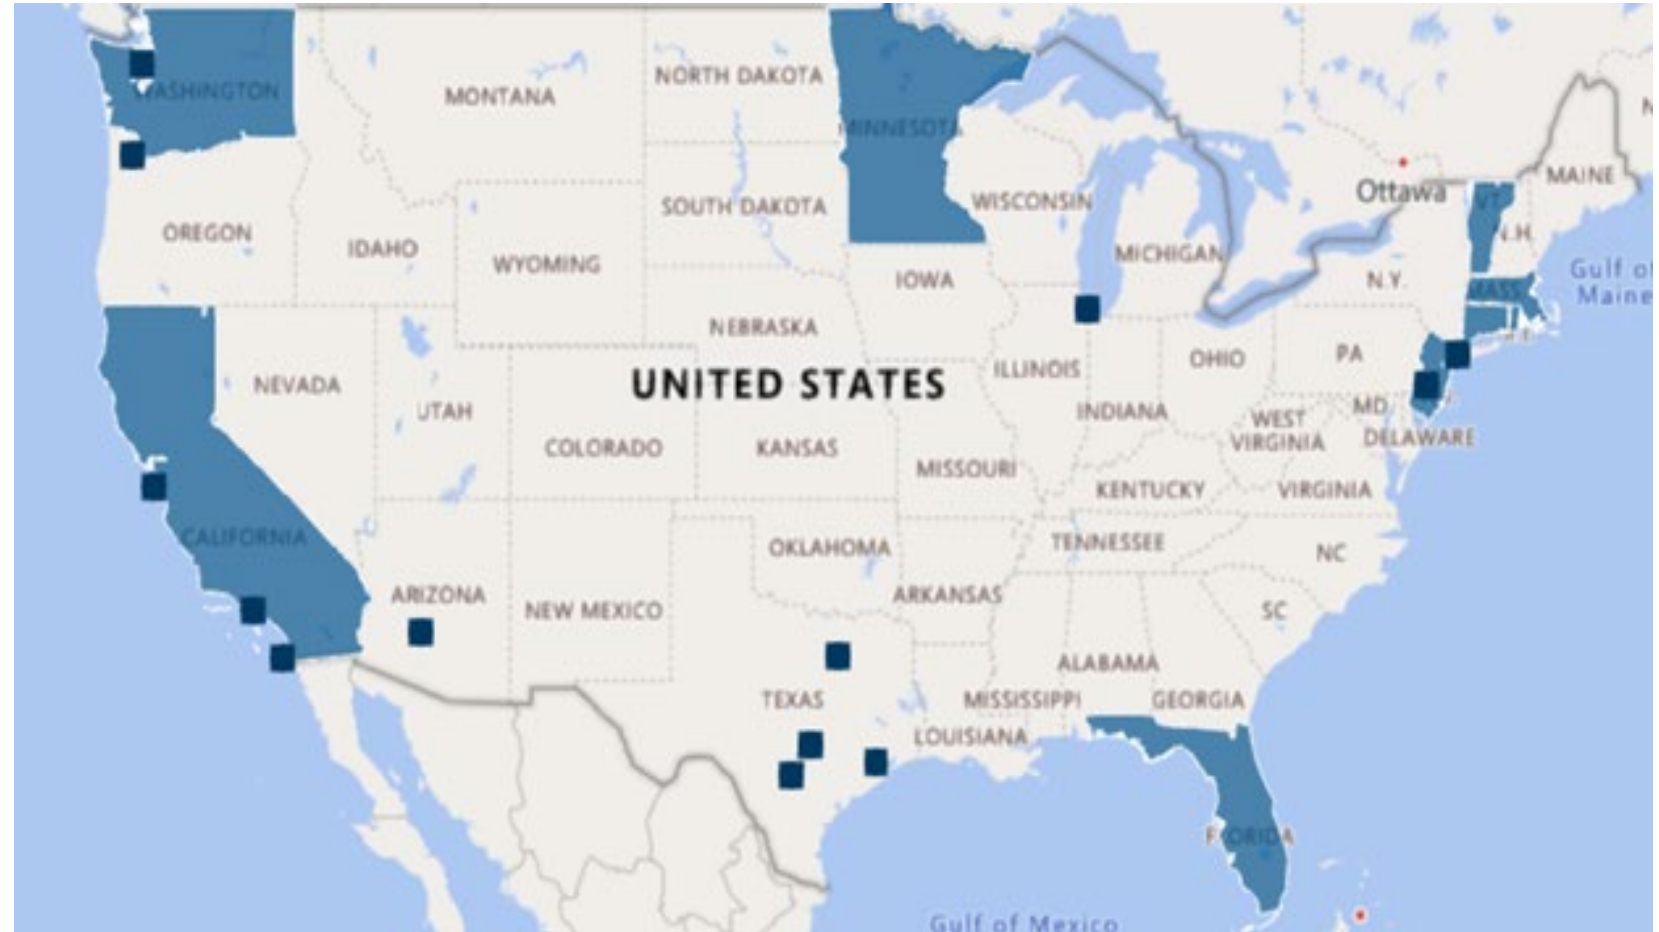 WASHINGTON
MONTANA
NORTH DAKOTA
MINNESOTA
Ottawa
MAINE
VT.
N.H.
OREGON
IDAHO
WYOMING
SOUTH DAKOTA
WISCONSIN
MICHIGAN
N.Y.
MASS.
Gulf of
Maine
IOWA
NEBRASKA
NEVADA
UTAH
UNITED STATES
ILLINOIS
OHIO
PA
COLORADO
KANSAS
MISSOURI
INDIANA
WEST
VIRGINIA
MD
DELAWARE
KENTUCKY
VIRGINIA
CALIFORNIA
ARIZONA
NEW MEXICO
OKLAHOMA
ARKANSAS
TENNESSEE
NC
SC
TEXAS
ALABAMA
MISSISSIPPI
GEORGIA
LOUISIANA
FLORIDA
Gulf of Mexico